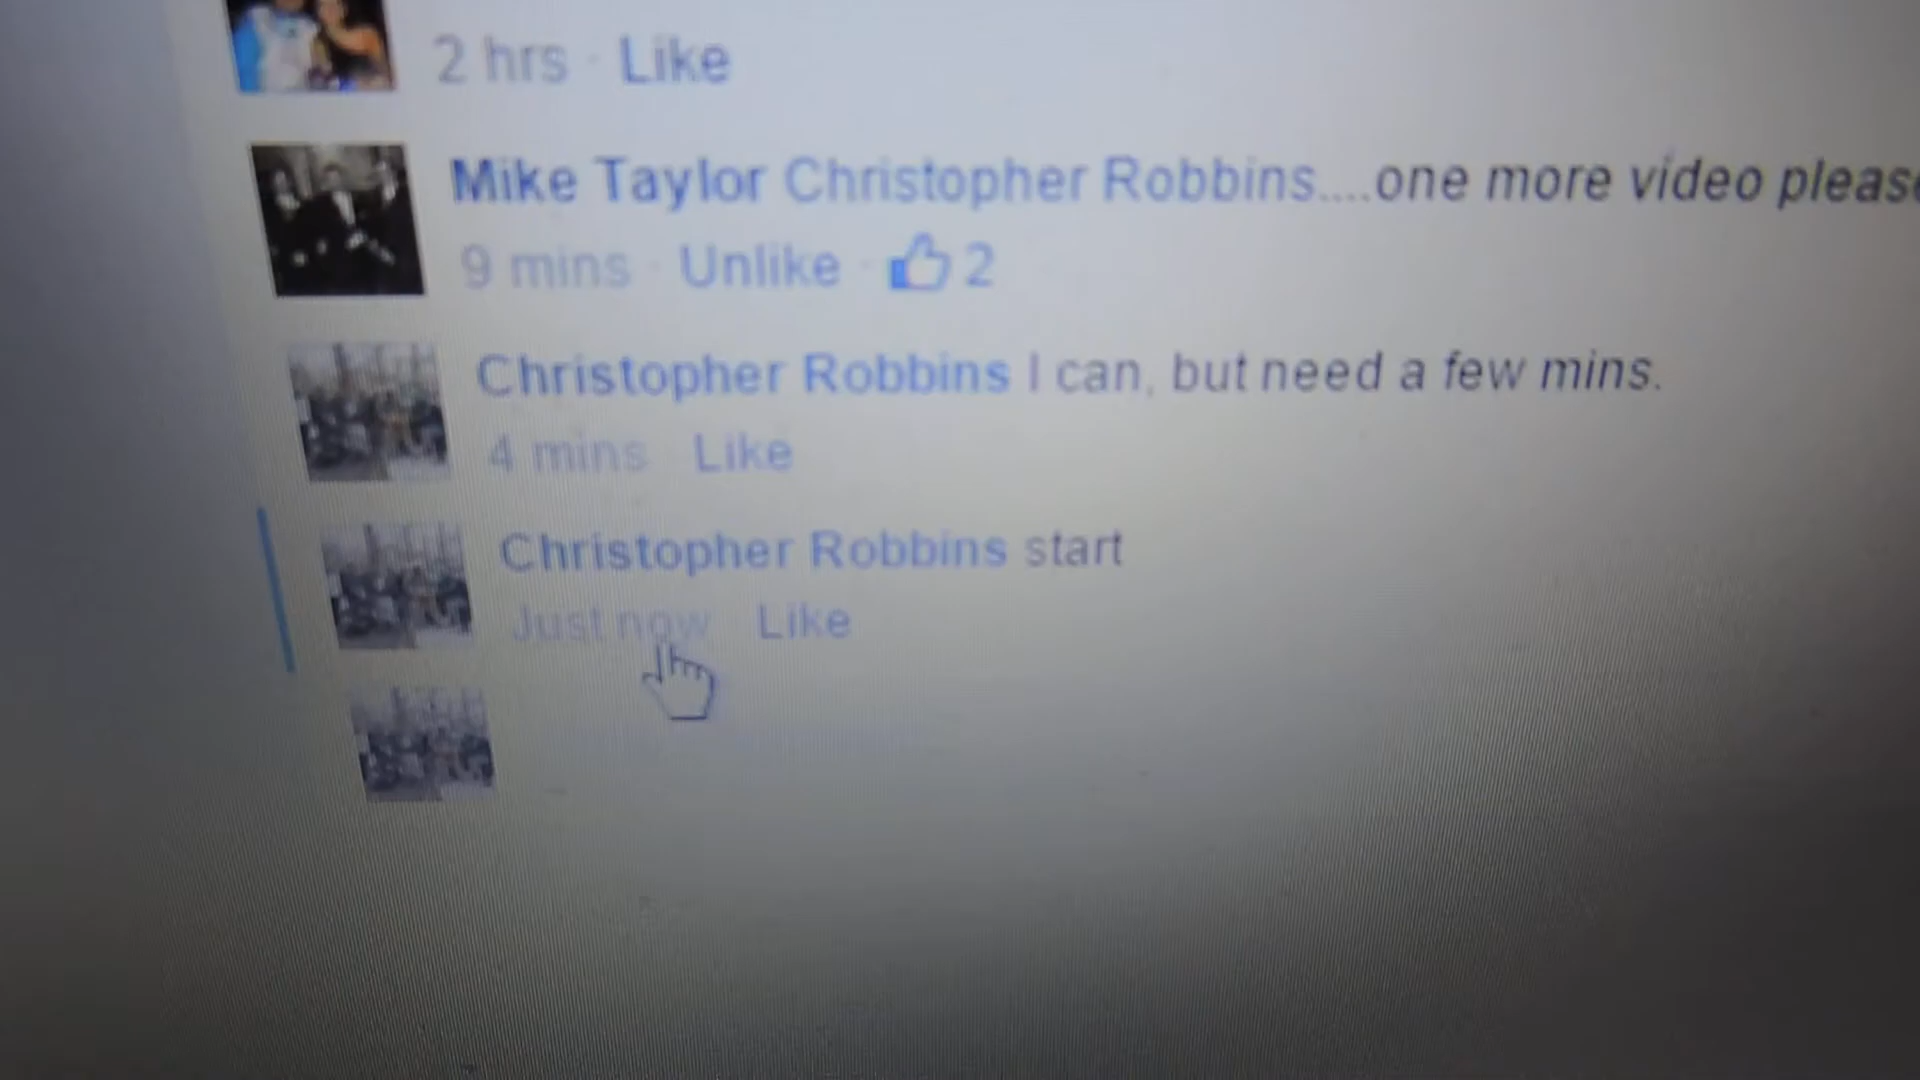 2 hrs · Like
Mike Taylor Christopher Robbins....one more video please
9 mins · Unlike · 2
Christopher Robbins I can, but need a few mins.
4 mins Like
Christopher Robbins start
Just now Like